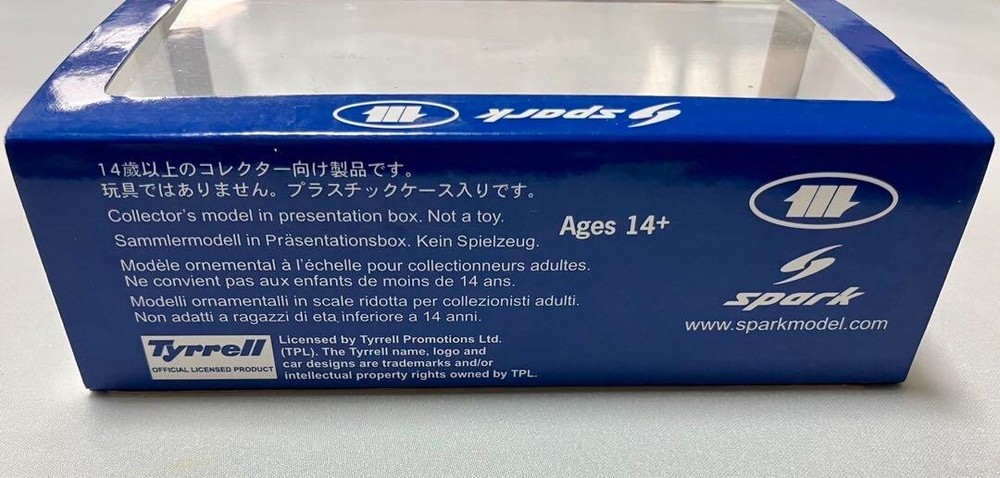 spark
14歳以上のコレクター向け製品です。
玩具ではありません。プラスチックケース入りです。
Collector's model in presentation box. Not a toy.
Sammlermodell in Präsentationsbox. Kein Spielzeug.
Modèle ornemental à l'échelle pour collectionneurs adultes.
Ne convient pas aux enfants de moins de 14 ans.
Modelli ornamentalli in scale ridotta per collezionisti adulti.
Non adatti a ragazzi di eta inferiore a 14 anni.
Ages 14+
Tyrrell
OFFICIAL LICENSED PRODUCT
Licensed by Tyrrell Promotions Ltd.
(TPL). The Tyrrell name, logo and
car designs are trademarks and/or
intellectual property rights owned by TPL.
spark
www.sparkmodel.com